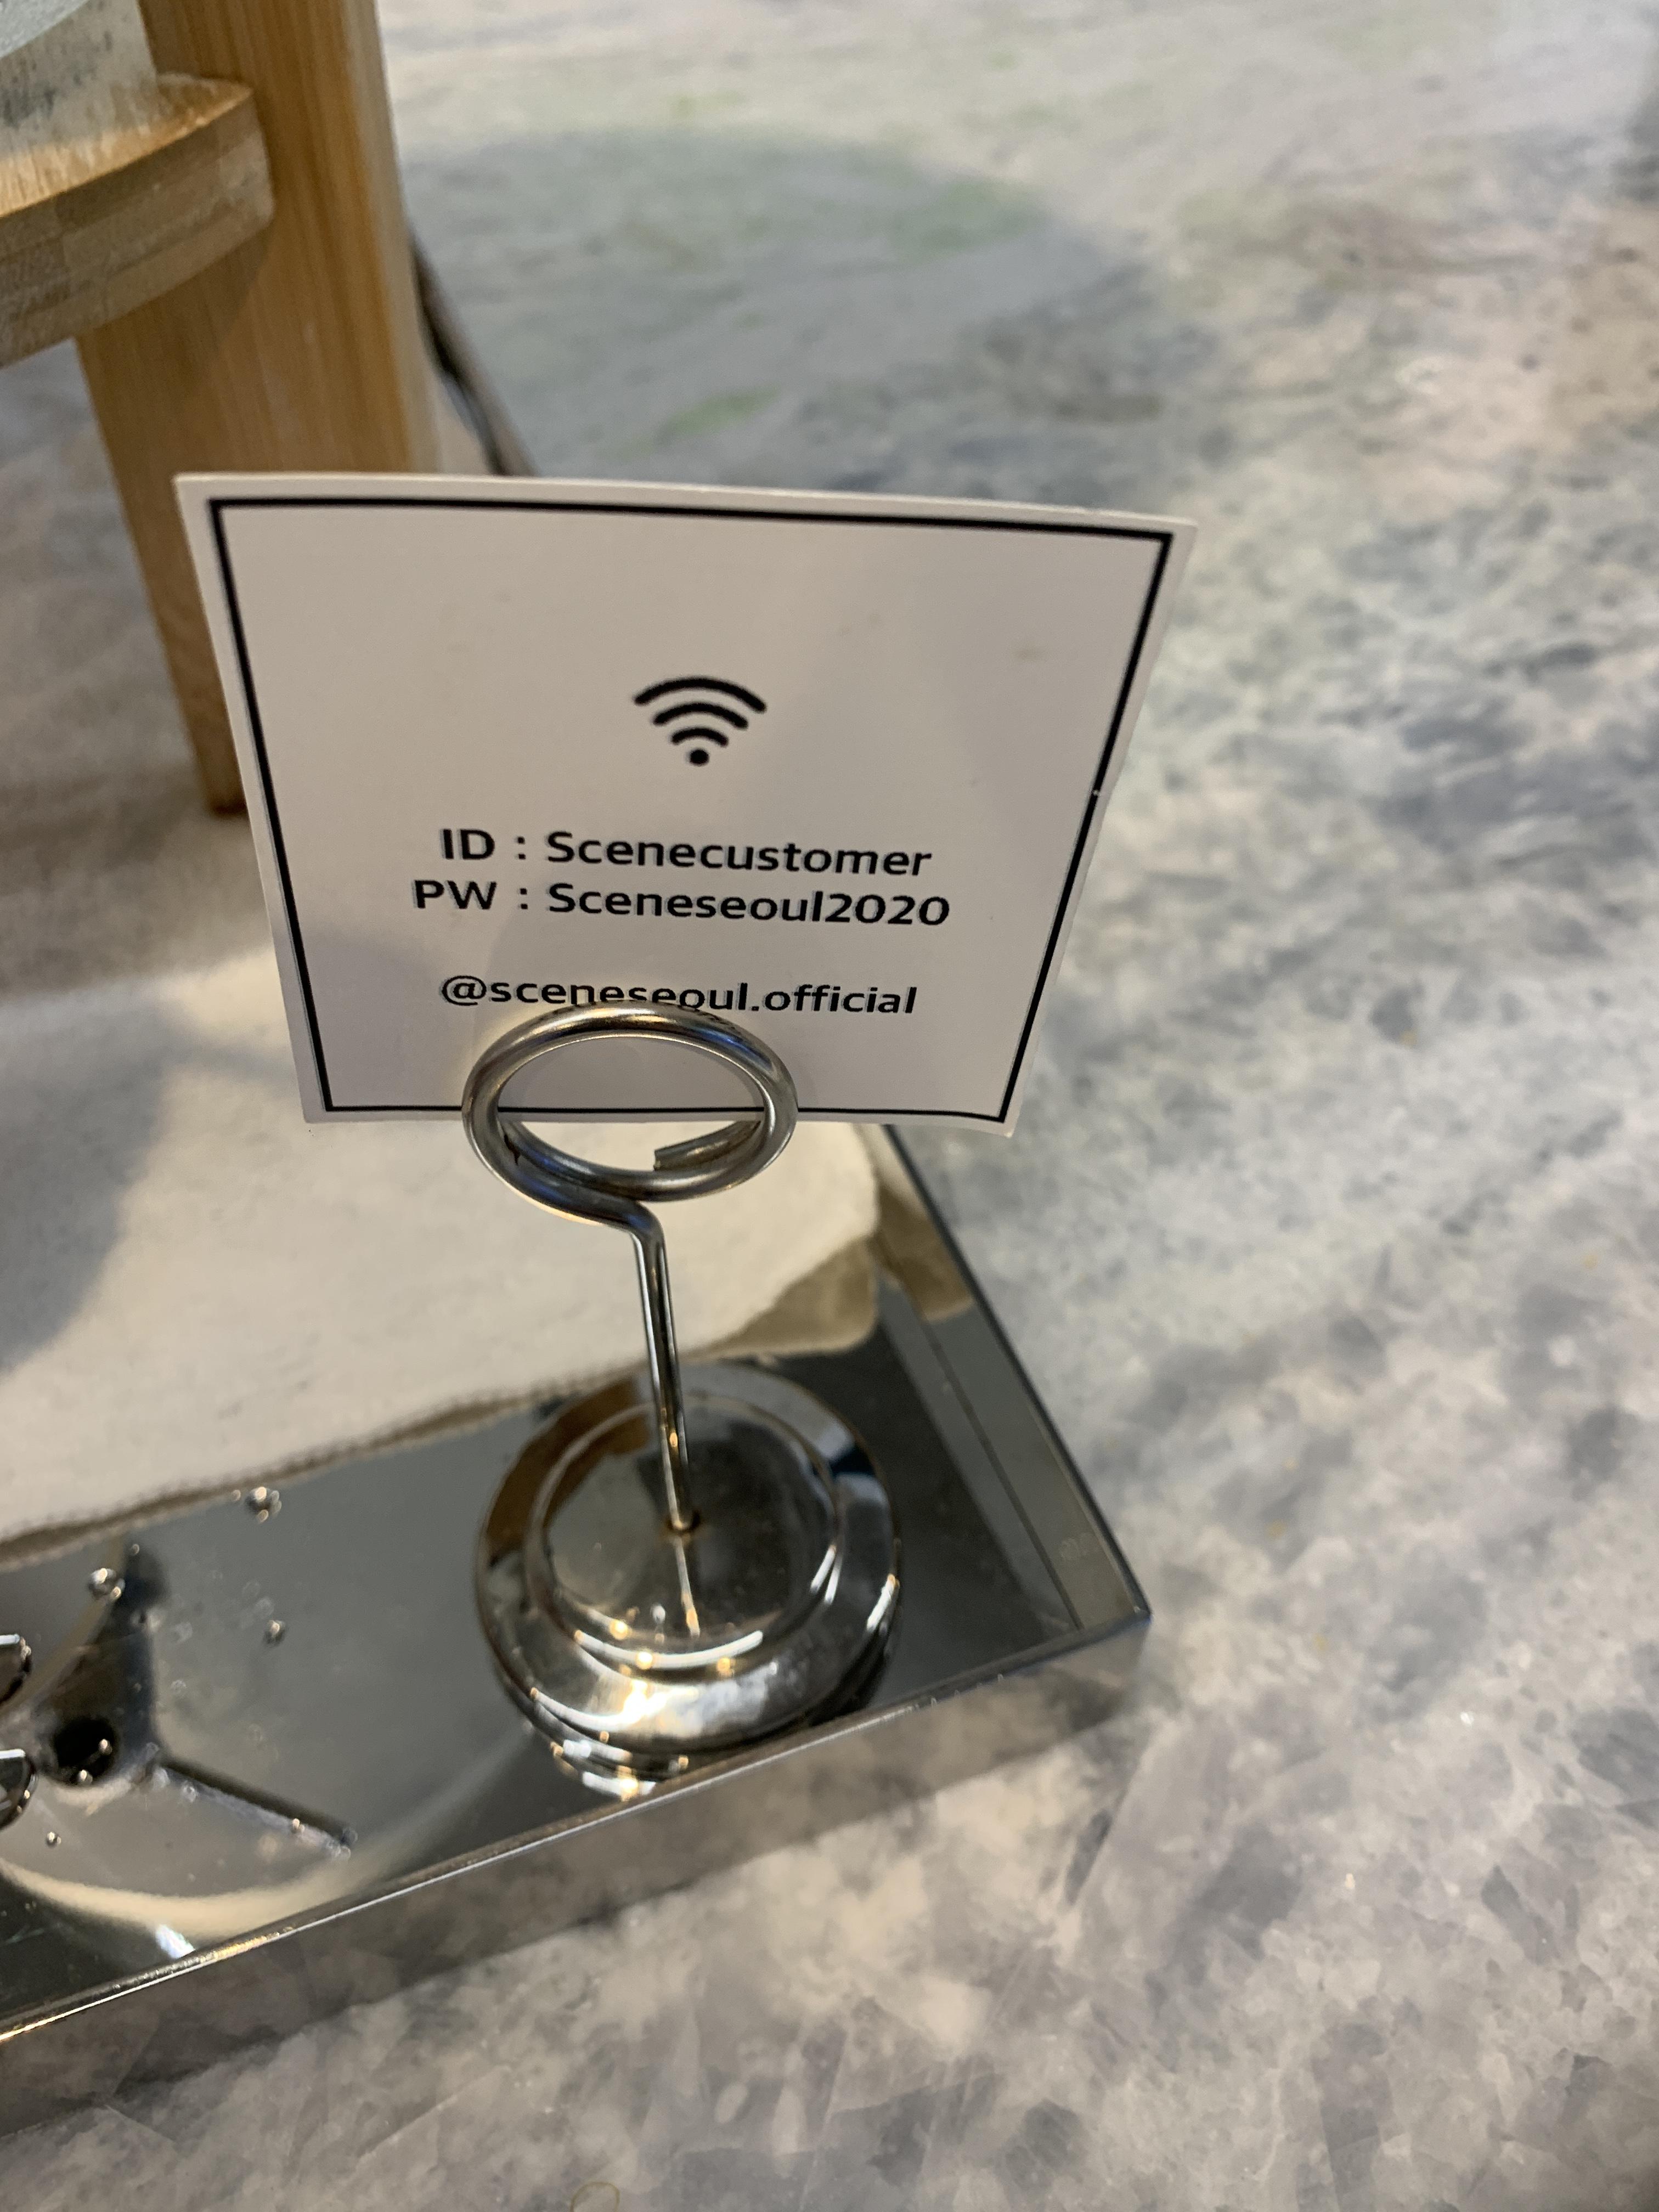 ID : Scenecustomer
PW : Sceneseoul2020
@sceneseoul.official